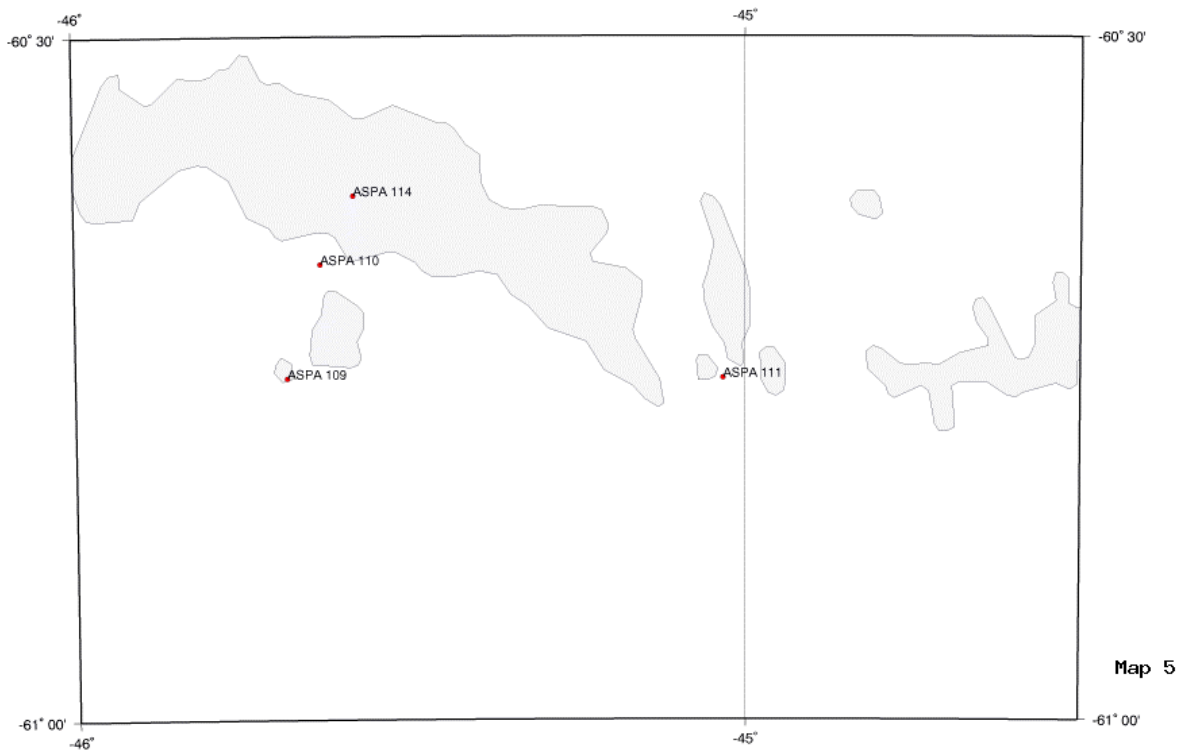 -46° -45°
-60° 30' -60° 30'
ASPA 114
ASPA 110
ASPA 109
ASPA 111
Map 5
-61° 00' -61° 00'
-46° -45°